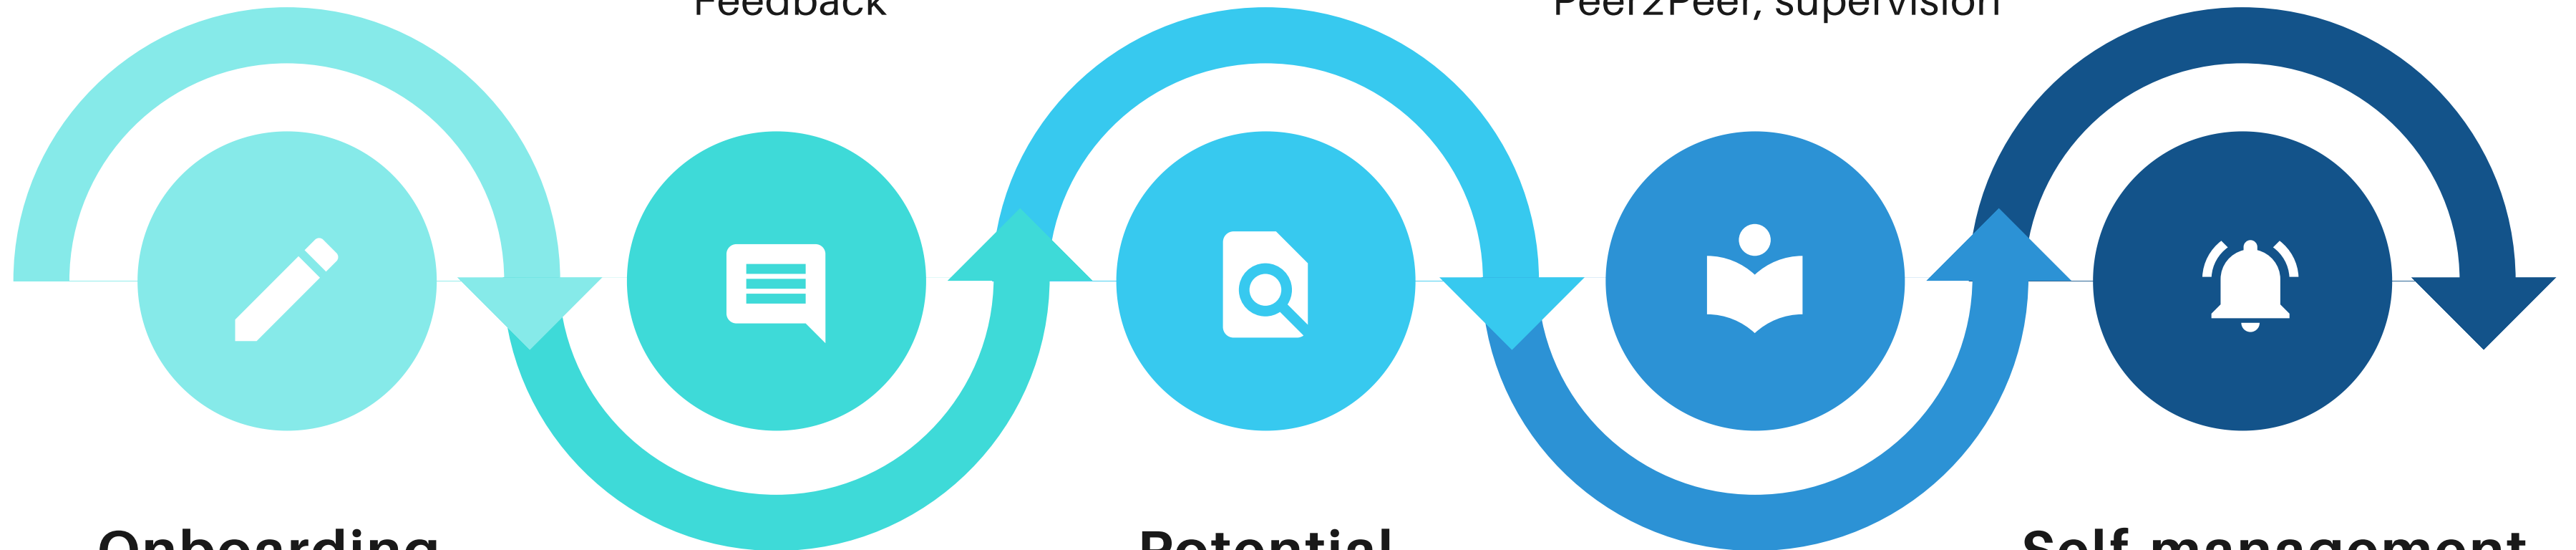 Feedback
Peer2Peer, supervision
Onboarding
Potential
Self-management